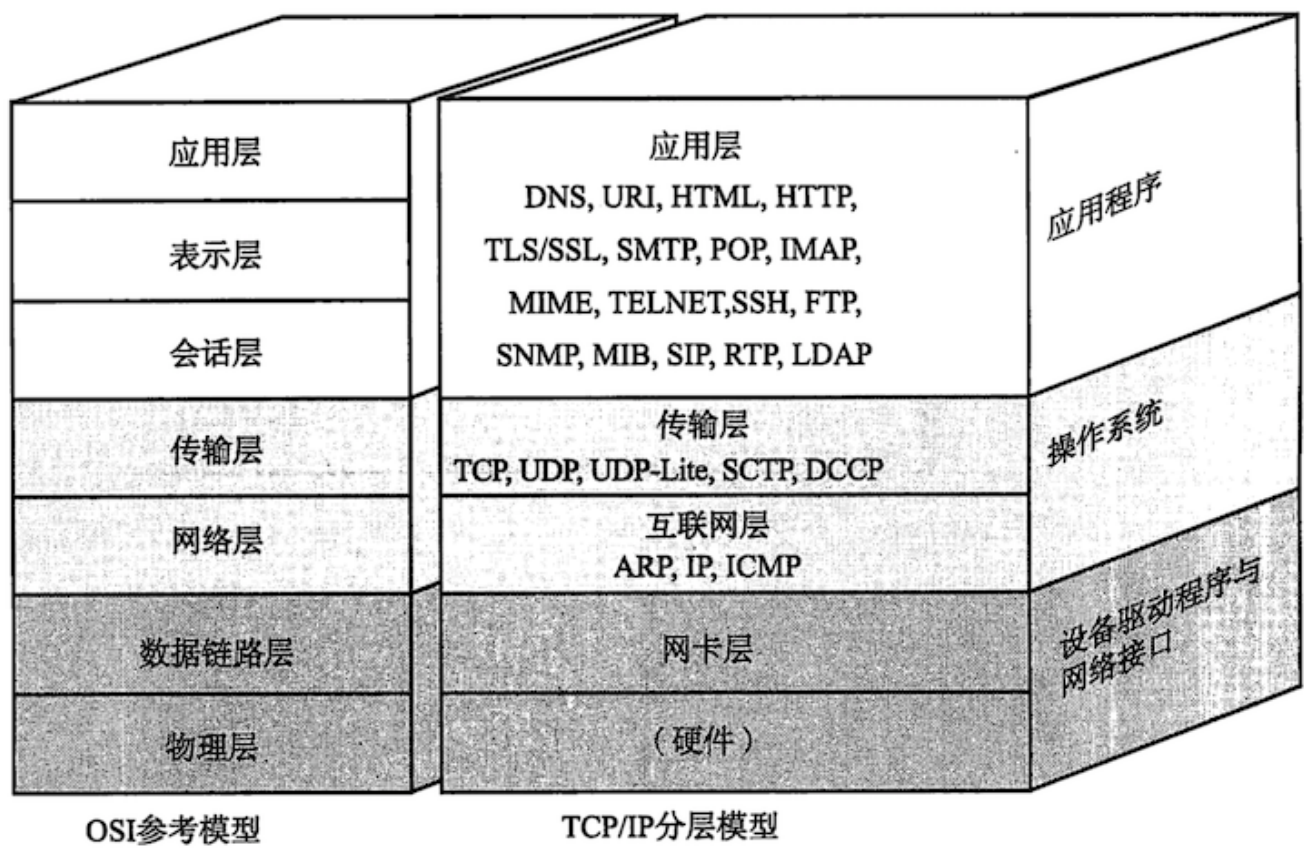 应用层
表示层
会话层
传输层
网络层
数据链路层
物理层
OSI参考模型
应用层
DNS, URI, HTML, HTTP,
TLS/SSL, SMTP, POP, IMAP,
MIME, TELNET,SSH, FTP,
SNMP, MIB, SIP, RTP, LDAP
传输层
TCP, UDP, UDP-Lite, SCTP, DCCP
互联网层
ARP, IP, ICMP
网卡层
（硬件）
TCP/IP分层模型
应用程序
操作系统
设备驱动程序与
网络接口